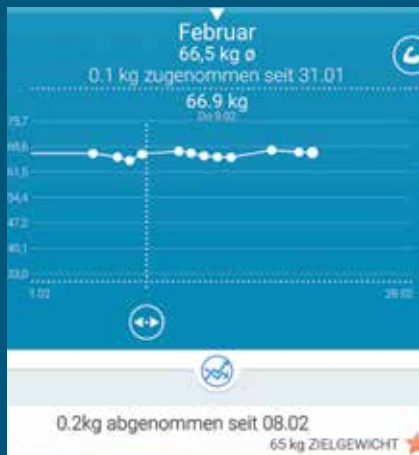 Februar
66,5 kg ø
0.1 kg zugenommen seit 31.01
66.9 kg
Do 9.02
75,7
68,6
61,5
54,4
47,2
40,1
33,0
1.02
28.02
0.2kg abgenommen seit 08.02
65 kg ZIELGEWICHT